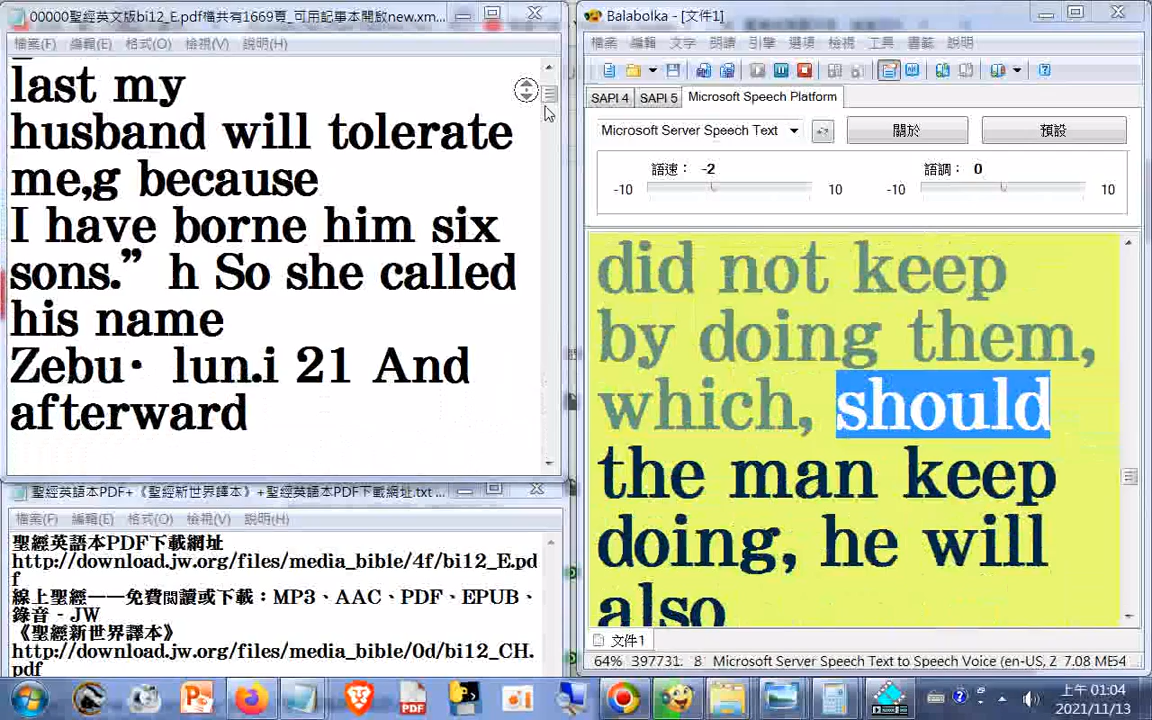 00000聖經英文版bi12_E.pdf檔共有1669頁_可用記事本開啟new.xm...
檔案(F) 編輯(E) 格式(O) 檢視(V) 說明(H)
last my
husband will tolerate
me,g because
I have borne him six
sons.” h So she called
his name
Zebu· lun.i 21 And
afterward
聖經英語本PDF+《聖經新世界譯本》+聖經英語本PDF下載網址.txt ...
檔案(F) 編輯(E) 格式(O) 檢視(V) 說明(H)
聖經英語本PDF下載網址
http://download.jw.org/files/media_bible/4f/bi12_E.pd
f
線上聖經——免費閱讀或下載：MP3、AAC、PDF、EPUB、
錄音 - JW
《聖經新世界譯本》
http://download.jw.org/files/media_bible/0d/bi12_CH.
pdf
Balabolka - [文件1]
檔案 編輯 文字 朗讀 引擎 選項 檢視 工具 書籤 說明
SAPI 4 SAPI 5 Microsoft Speech Platform
Microsoft Server Speech Text 關於 預設
語速： -2 語調： 0
-10 10 -10 10
did not keep
by doing them,
which, should
the man keep
doing, he will
also
文件1
64% 397731. 8 Microsoft Server Speech Text to Speech Voice (en-US, Z 7.08 ME54
上午 01:04
2021/11/13